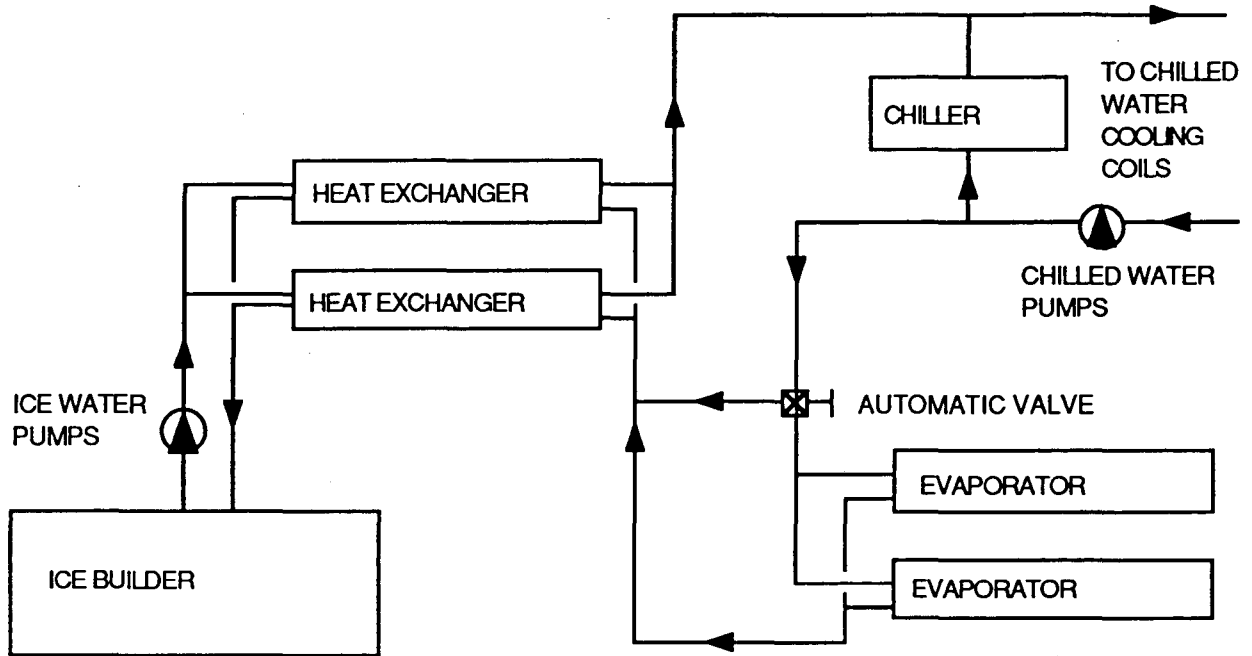 TO CHILLED
WATER
COOLING
COILS
CHILLER
HEAT EXCHANGER
CHILLED WATER
PUMPS
HEAT EXCHANGER
ICE WATER
PUMPS
AUTOMATIC VALVE
EVAPORATOR
ICE BUILDER
EVAPORATOR